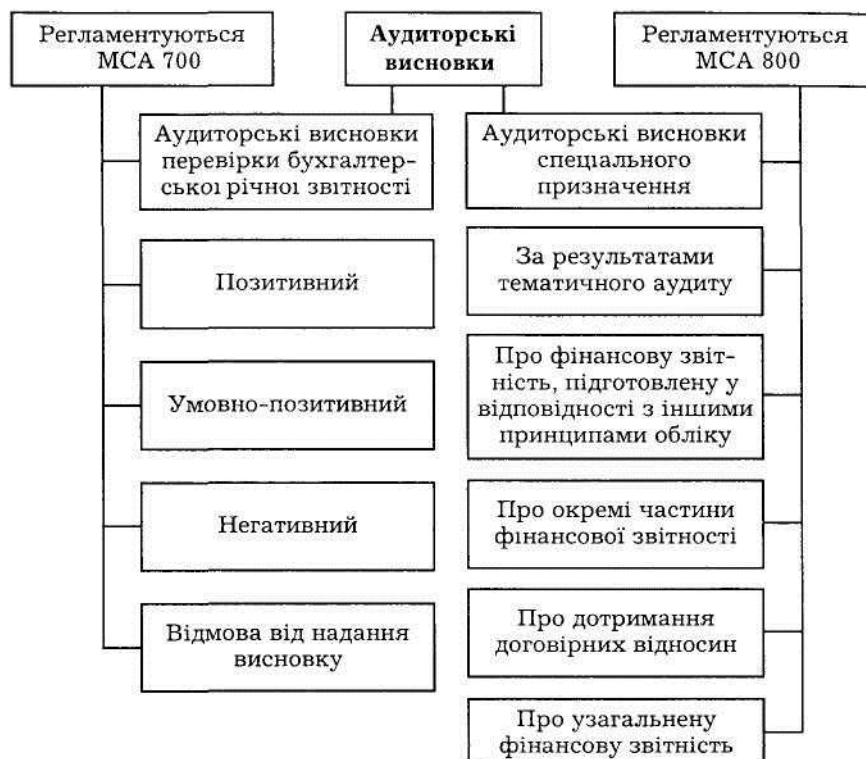 Регламентуються
МСА 700
Аудиторські
висновки
Регламентуються
МСА 800
Аудиторські висновки
перевірки бухгалтер-
ської річної звітності
Позитивний
Умовно-позитивний
Негативний
Відмова від надання
висновку
Аудиторські висновки
спеціального
призначення
За результатами
тематичного аудиту
Про фінансову звіт-
ність, підготовлену у
відповідності з іншими
принципами обліку
Про окремі частини
фінансової звітності
Про дотримання
договірних відносин
Про узагальнену
фінансову звітність